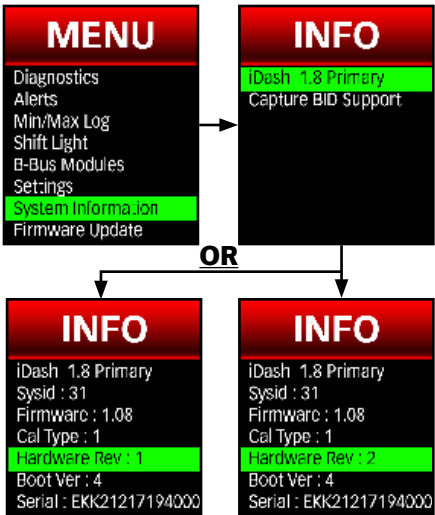 MENU
Diagnostics
Alerts
Min/Max Log
Shift Light
B-Bus Modules
Settings
System Information
Firmware Update
INFO
iDash 1.8 Primary
Capture BID Support
OR
INFO
iDash 1.8 Primary
Sysid : 31
Firmware : 1.08
Cal Type : 1
Hardware Rev : 1
Boot Ver : 4
Serial : EKK21217194000
INFO
iDash 1.8 Primary
Sysid : 31
Firmware : 1.08
Cal Type : 1
Hardware Rev : 2
Boot Ver : 4
Serial : EKK21217194000